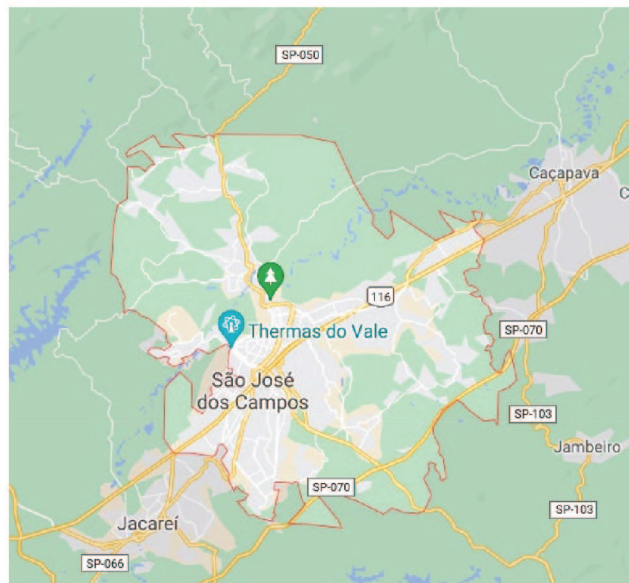 SP-050
Caçapava
C
116
Thermas do Vale
SP-070
São José
dos Campos
SP-103
Jambeiro
SP-070
Jacareí
SP-103
SP-066